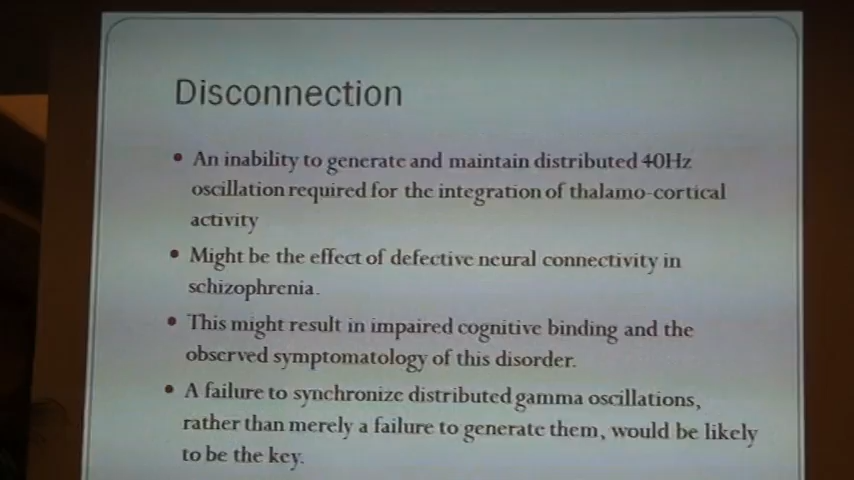 Disconnection
• An inability to generate and maintain distributed 40Hz
oscillation required for the integration of thalamo-cortical
activity
• Might be the effect of defective neural connectivity in
schizophrenia.
• This might result in impaired cognitive binding and the
observed symptomatology of this disorder.
• A failure to synchronize distributed gamma oscillations,
rather than merely a failure to generate them, would be likely
to be the key.